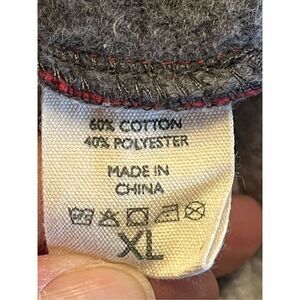 60% COTTON
40% POLYESTER
MADE IN
CHINA
XL